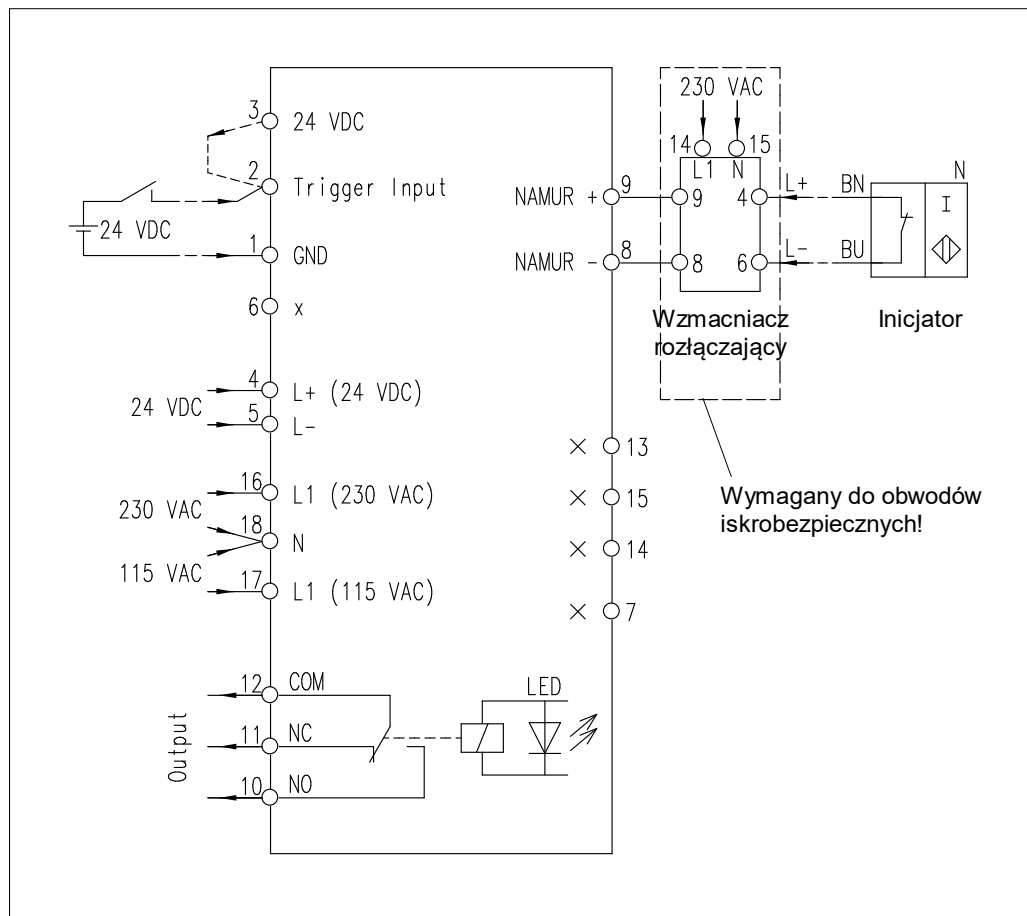 230 VAC
14 15
L1 N
3 24 VDC
2 Trigger Input
24 VDC
1 GND
6 x
NAMUR + 9
NAMUR - 8
9 4
8 6
L+ BN
L- BU
N
I
Wzmacniacz
rozłączający
Inicjator
4 L+ (24 VDC)
24 VDC
5 L-
16 L1 (230 VAC)
230 VAC
18 N
115 VAC
17 L1 (115 VAC)
× 13
× 15
× 14
× 7
Wymagany do obwodów
iskrobezpiecznych!
12 COM
11 NC
10 NO
Output
LED